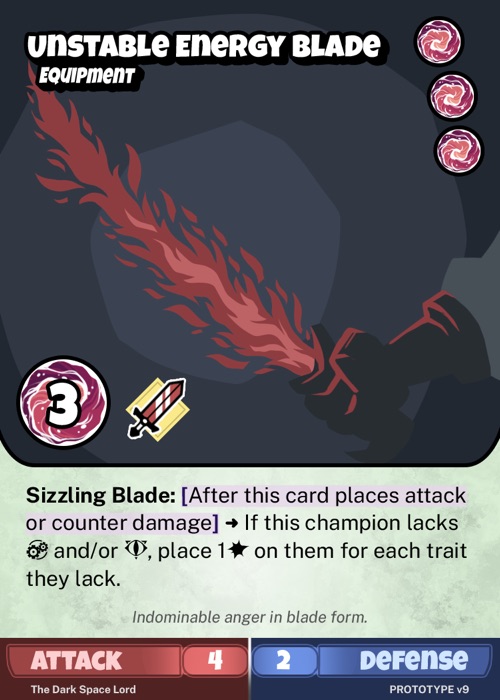 Unstable Energy Blade
Equipment
3
Sizzling Blade: [After this card places attack
or counter damage] ➜ If this champion lacks
and/or , place 1 on them for each trait
they lack.
Indominable anger in blade form.
ATTACK 4 2 DEFENSE
The Dark Space Lord PROTOTYPE v9